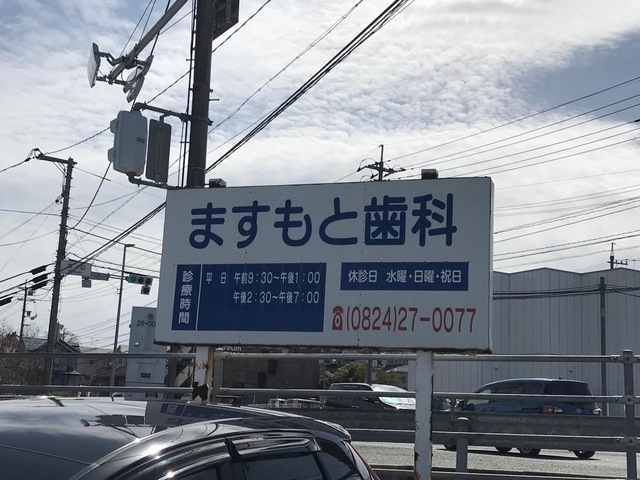 ますもと歯科
診療時間
平日 午前9:30~午後1:00
午後2:30~午後7:00
休診日 水曜・日曜・祝日
☎(0824)27-0077